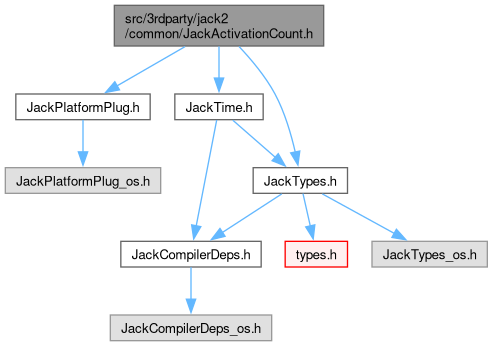 src/3rdparty/jack2
/common/JackActivationCount.h
JackPlatformPlug.h
JackTime.h
JackPlatformPlug_os.h
JackTypes.h
JackCompilerDeps.h
types.h
JackTypes_os.h
JackCompilerDeps_os.h